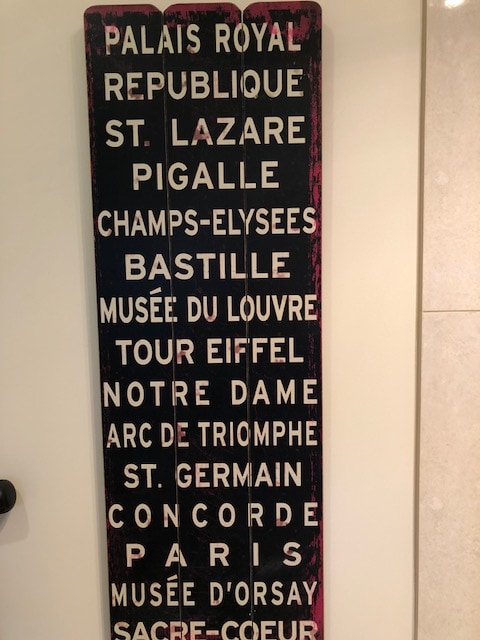 PALAIS ROYAL
REPUBLIQUE
ST. LAZARE
PIGALLE
CHAMPS-ELYSEES
BASTILLE
MUSÉE DU LOUVRE
TOUR EIFFEL
NOTRE DAME
ARC DE TRIOMPHE
ST. GERMAIN
CONCORDE
PARIS
MUSÉE D'ORSAY
SACRE-COEUR